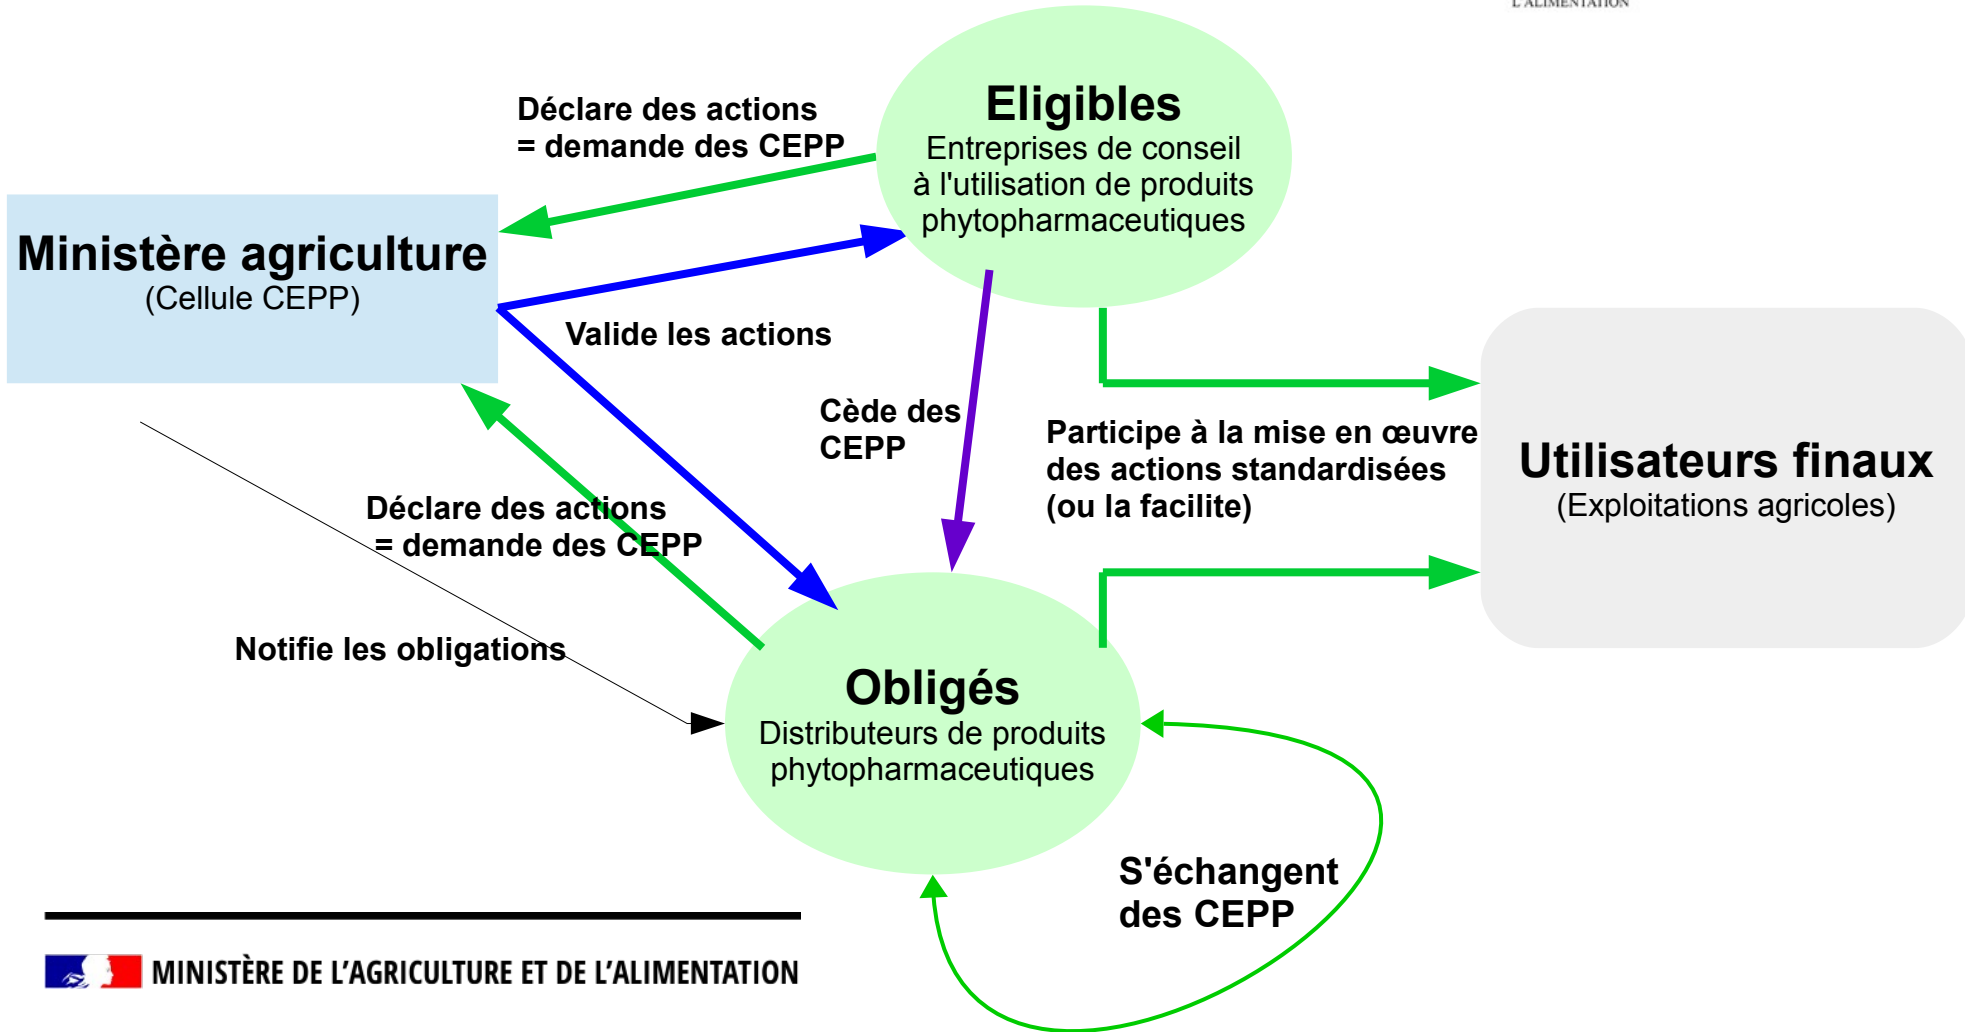 L'ALIMENTATION
Déclare des actions
= demande des CEPP
Eligibles
Entreprises de conseil
à l'utilisation de produits
phytopharmaceutiques
Ministère agriculture
(Cellule CEPP)
Valide les actions
Cède des
CEPP
Participe à la mise en œuvre
des actions standardisées
(ou la facilite)
Utilisateurs finaux
(Exploitations agricoles)
Déclare des actions
= demande des CEPP
Notifie les obligations
Obligés
Distributeurs de produits
phytopharmaceutiques
S'échangent
des CEPP
MINISTÈRE DE L'AGRICULTURE ET DE L'ALIMENTATION